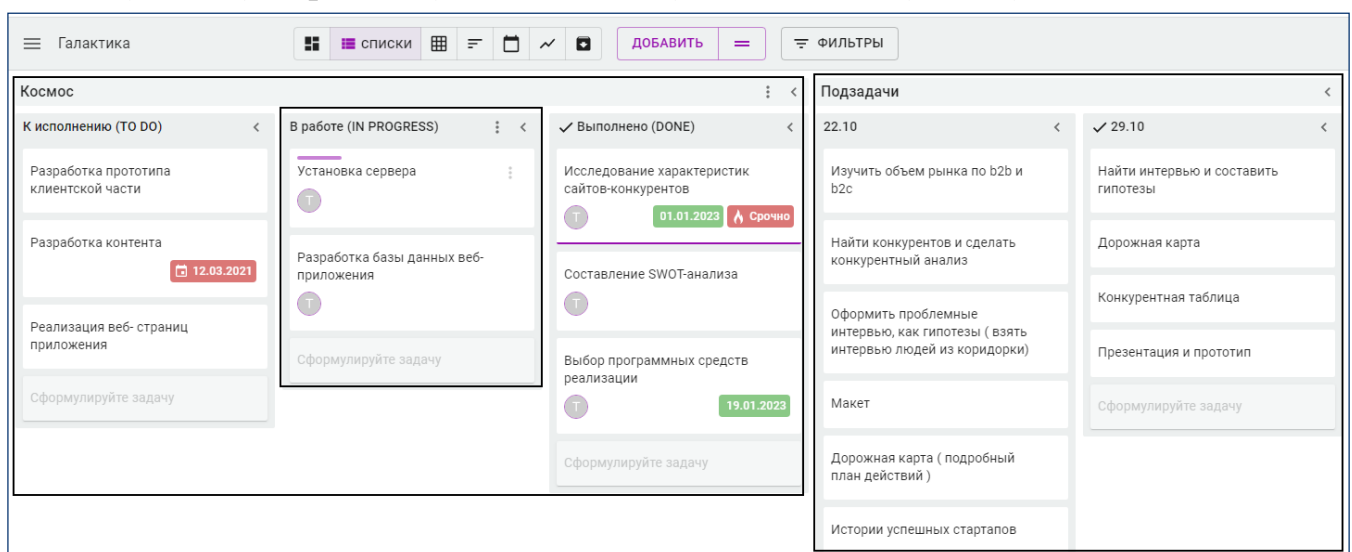 Галактика
списки
ДОБАВИТЬ
ФИЛЬТРЫ
Космос
К исполнению (TO DO)
Разработка прототипа
клиентской части
Разработка контента
12.03.2021
Реализация веб- страниц
приложения
Сформулируйте задачу
В работе (IN PROGRESS)
Установка сервера
T
Разработка базы данных веб-
приложения
T
Сформулируйте задачу
Выполнено (DONE)
Исследование характеристик
сайтов-конкурентов
T
01.01.2023 Срочно
Составление SWOT-анализа
T
Выбор программных средств
реализации
T
19.01.2023
Сформулируйте задачу
Подзадачи
22.10
Изучить объем рынка по b2b и
b2c
Найти конкурентов и сделать
конкурентный анализ
Оформить проблемные
интервью, как гипотезы ( взять
интервью людей из коридорки)
Макет
Дорожная карта ( подробный
план действий )
Истории успешных стартапов
29.10
Найти интервью и составить
гипотезы
Дорожная карта
Конкурентная таблица
Презентация и прототип
Сформулируйте задачу